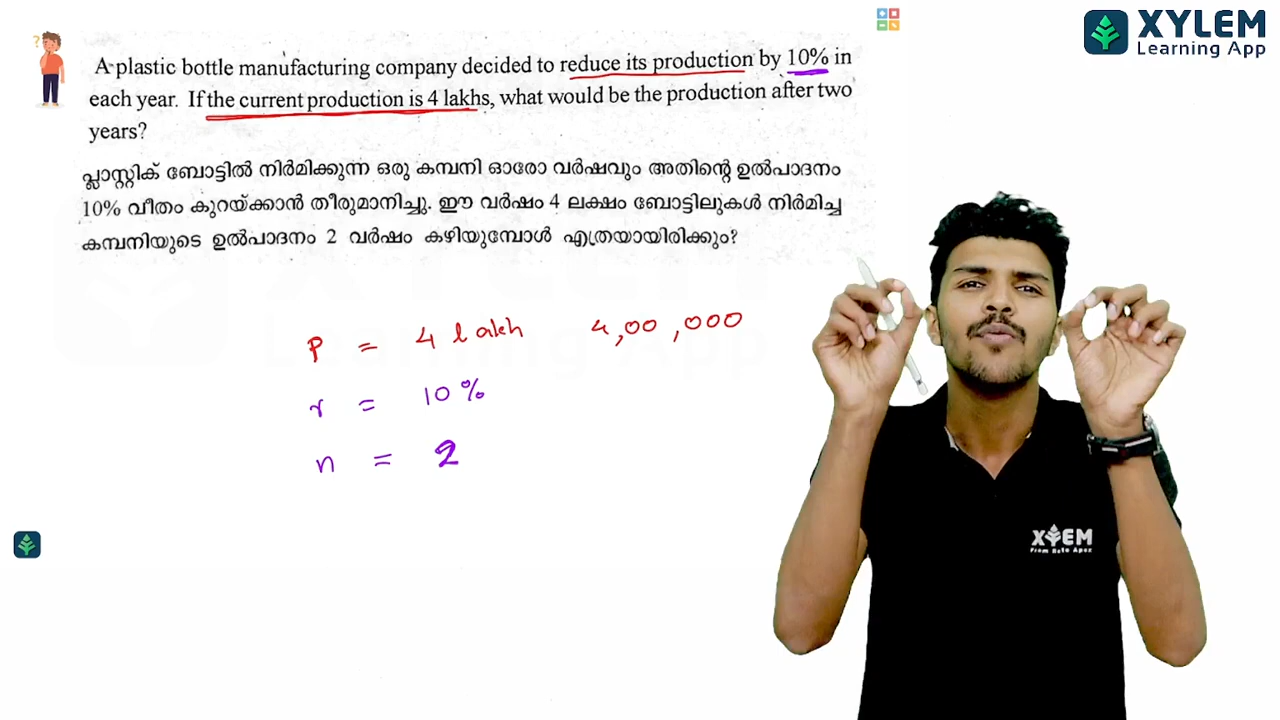 XYLEM
Learning App
?
A plastic bottle manufacturing company decided to reduce its production by 10% in
each year. If the current production is 4 lakhs, what would be the production after two
years?
പ്ലാസ്റ്റിക് ബോട്ടിൽ നിർമിക്കുന്ന ഒരു കമ്പനി ഓരോ വർഷവും അതിന്റെ ഉൽപാദനം
10% വീതം കുറയ്ക്കാൻ തീരുമാനിച്ചു. ഈ വർഷം 4 ലക്ഷം ബോട്ടിലുകൾ നിർമിച്ച
കമ്പനിയുടെ ഉൽപാദനം 2 വർഷം കഴിയുമ്പോൾ എത്രയായിരിക്കും?
P = 4 lakh 4,00,000
r = 10%
n = 2
XYLEM